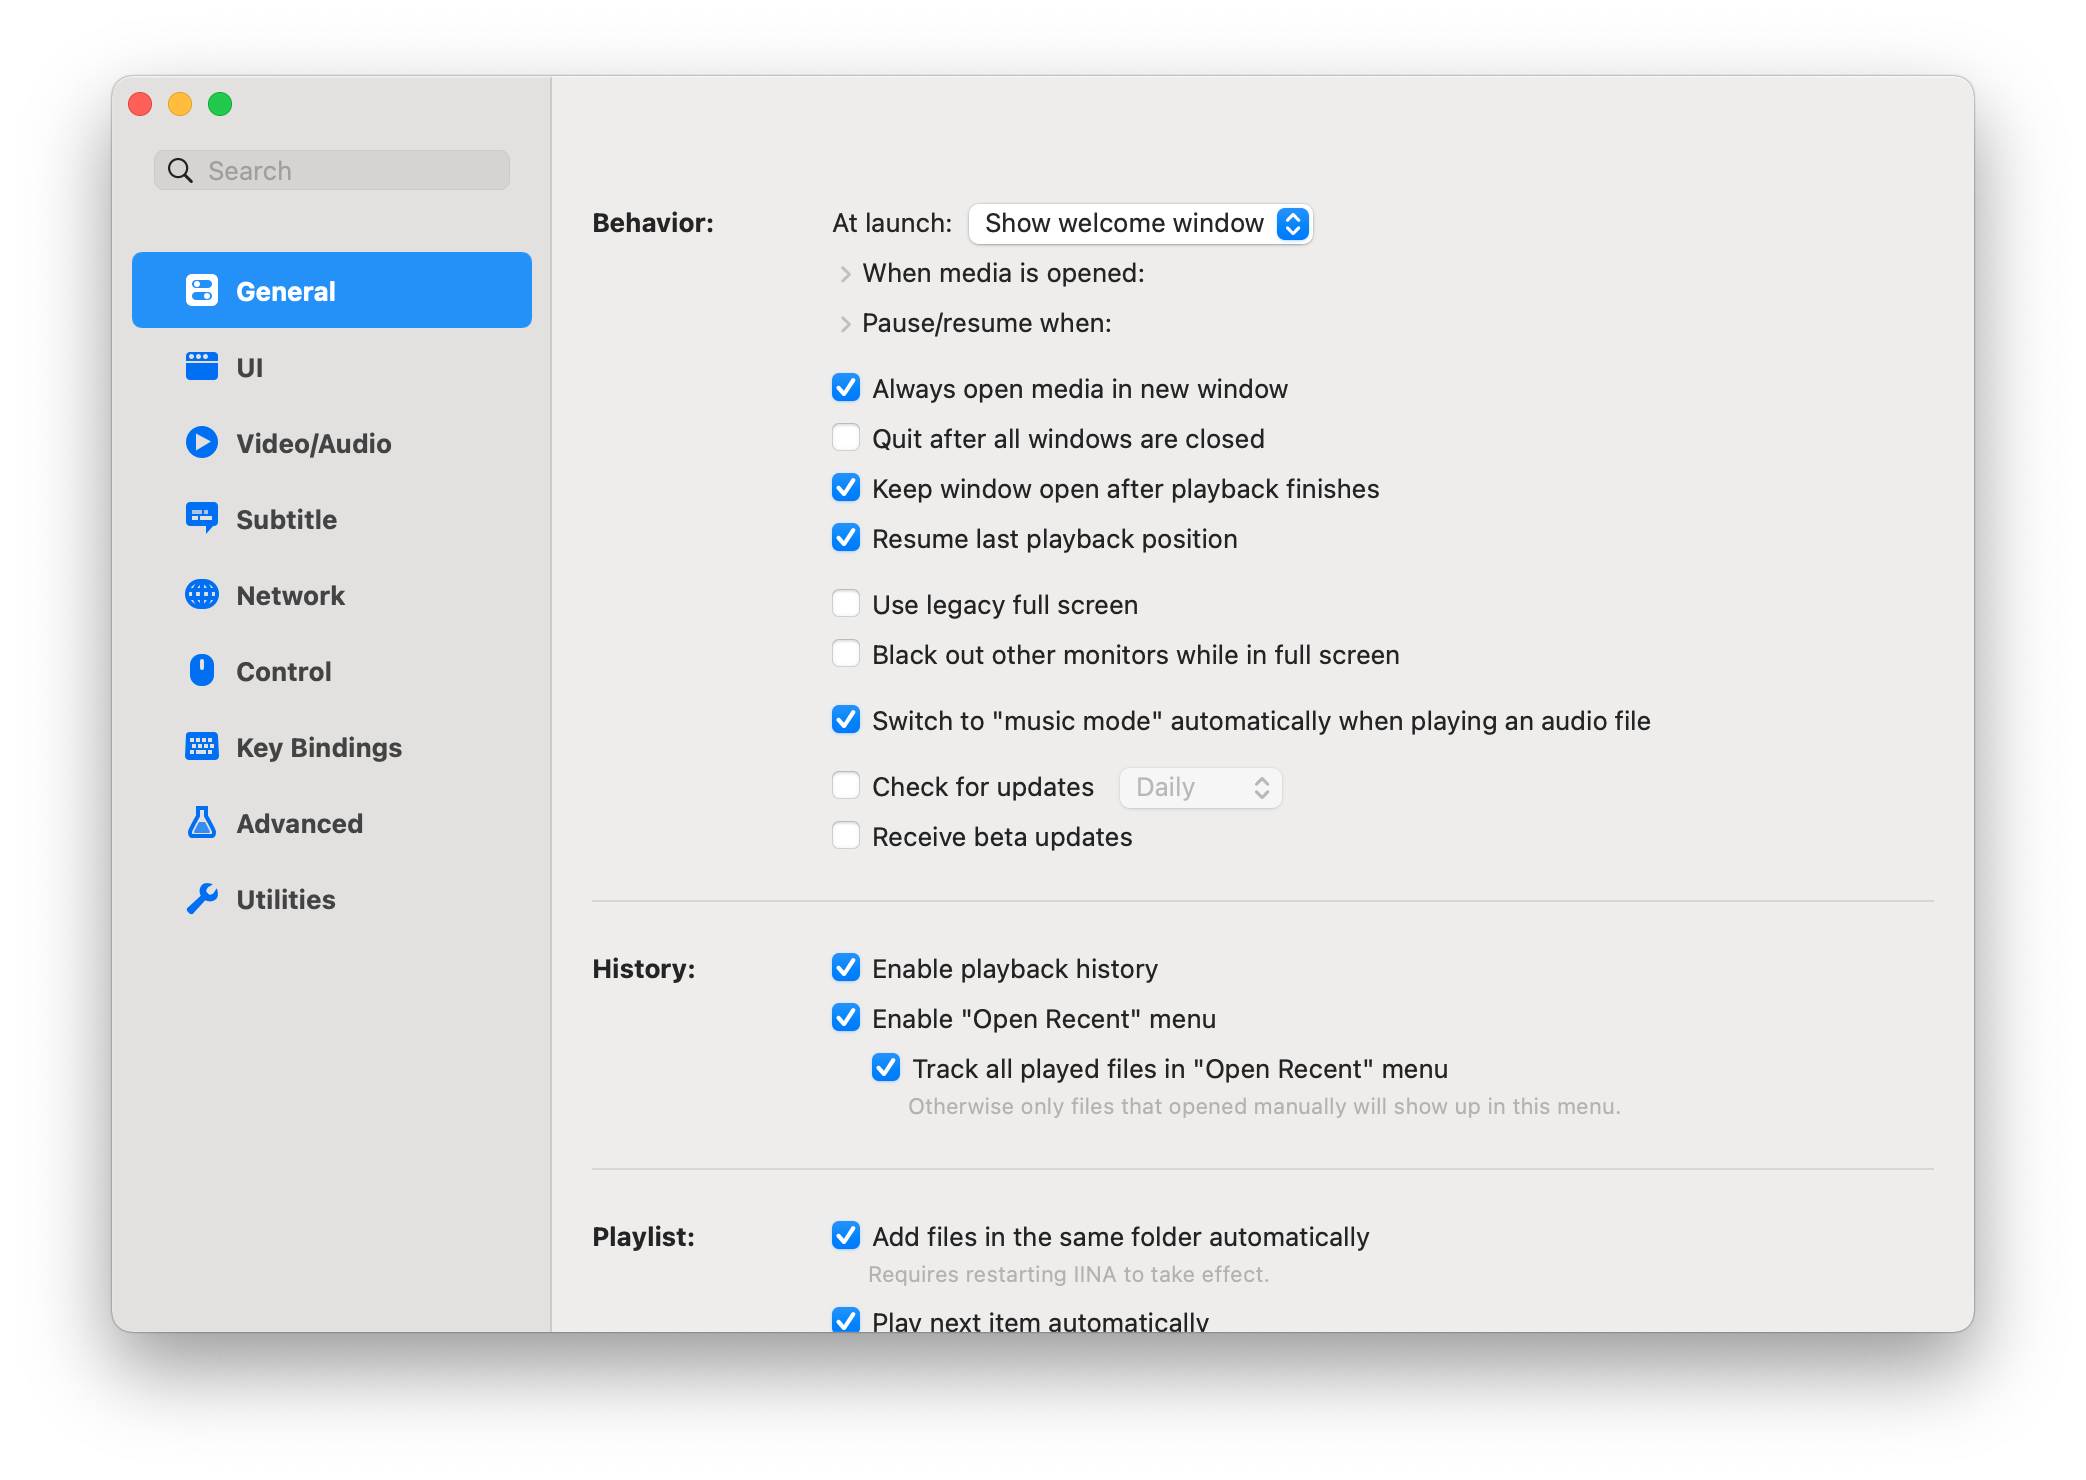 Search
General
UI
Video/Audio
Subtitle
Network
Control
Key Bindings
Advanced
Utilities
Behavior:
At launch: Show welcome window
When media is opened:
Pause/resume when:
Always open media in new window
Quit after all windows are closed
Keep window open after playback finishes
Resume last playback position
Use legacy full screen
Black out other monitors while in full screen
Switch to "music mode" automatically when playing an audio file
Check for updates Daily
Receive beta updates
History:
Enable playback history
Enable "Open Recent" menu
Track all played files in "Open Recent" menu
Otherwise only files that opened manually will show up in this menu.
Playlist:
Add files in the same folder automatically
Requires restarting IINA to take effect.
Play next item automatically